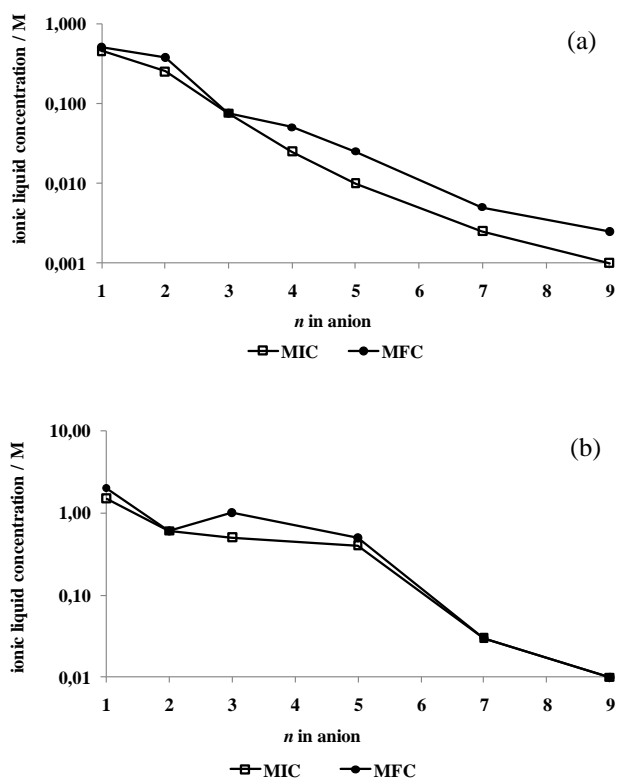 (a)
ionic liquid concentration / M
1,000
0,100
0,010
0,001
1 2 3 4 5 6 7 8 9
n in anion
MIC MFC
(b)
ionic liquid concentration / M
10,00
1,00
0,10
0,01
1 2 3 4 5 6 7 8 9
n in anion
MIC MFC